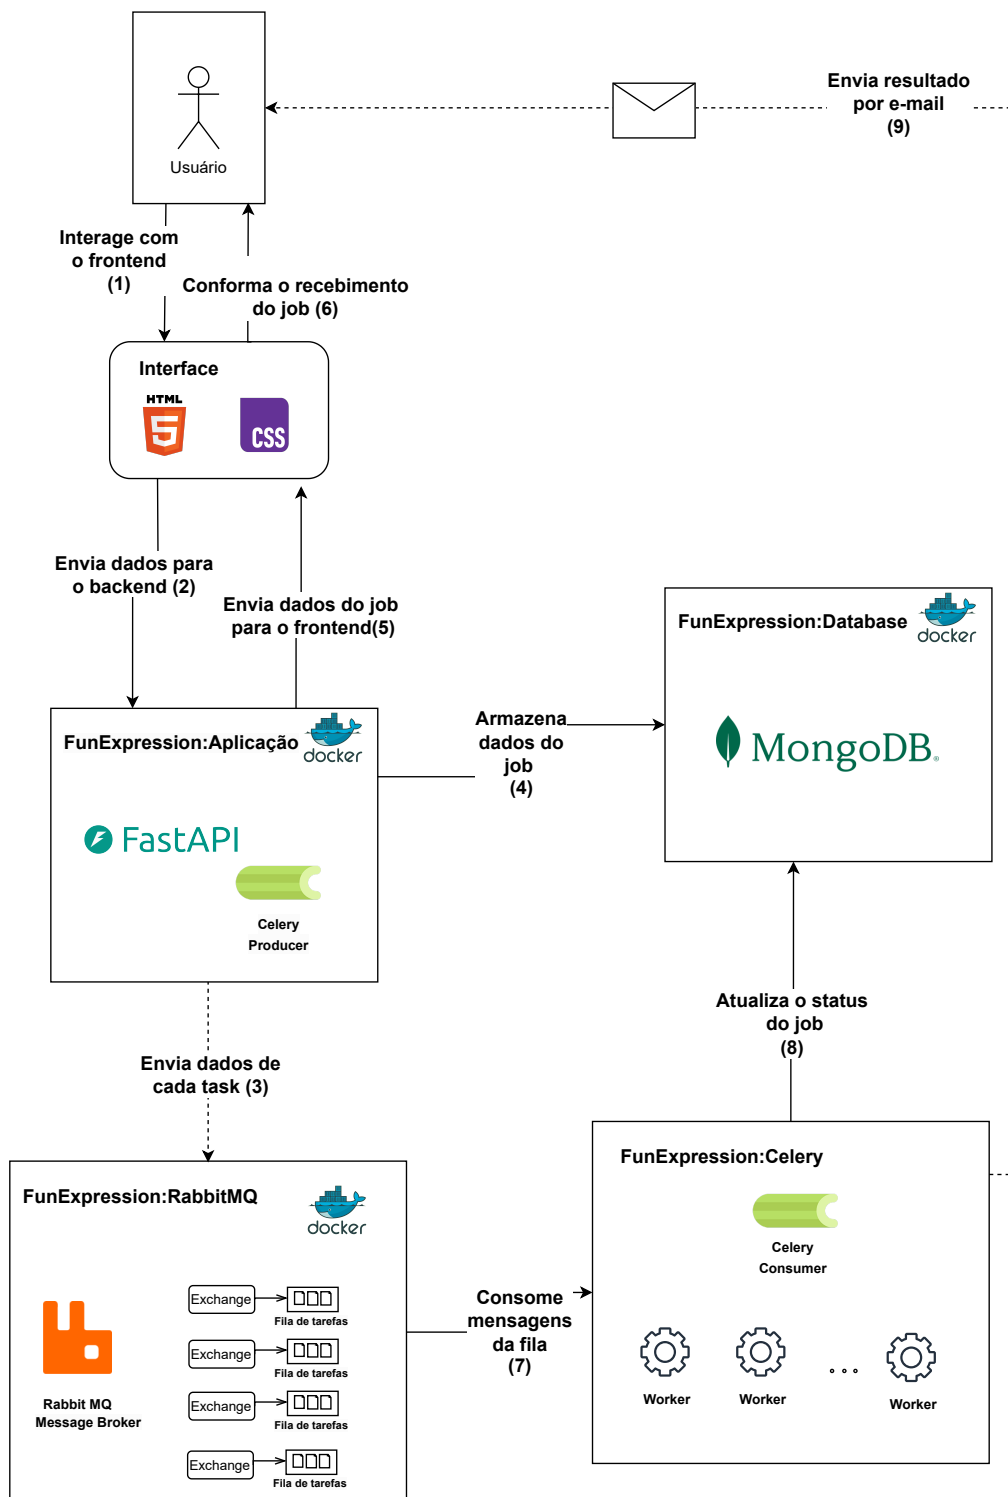 Envia resultado
por e-mail
(9)
Usuário
Interage com
o frontend
(1)
Conforma o recebimento
do job (6)
Interface
HTML
5
CSS
Envia dados para
o backend (2)
Envia dados do job
para o frontend(5)
FunExpression:Database
docker
MongoDB®
FunExpression:Aplicação
docker
FastAPI
Celery
Producer
Armazena
dados do
job
(4)
Atualiza o status
do job
(8)
Envia dados de
cada task (3)
FunExpression:RabbitMQ
docker
Rabbit MQ
Message Broker
Exchange
Fila de tarefas
Exchange
Fila de tarefas
Exchange
Fila de tarefas
Exchange
Fila de tarefas
Consome
mensagens
da fila
(7)
FunExpression:Celery
Celery
Consumer
Worker
Worker
...
Worker